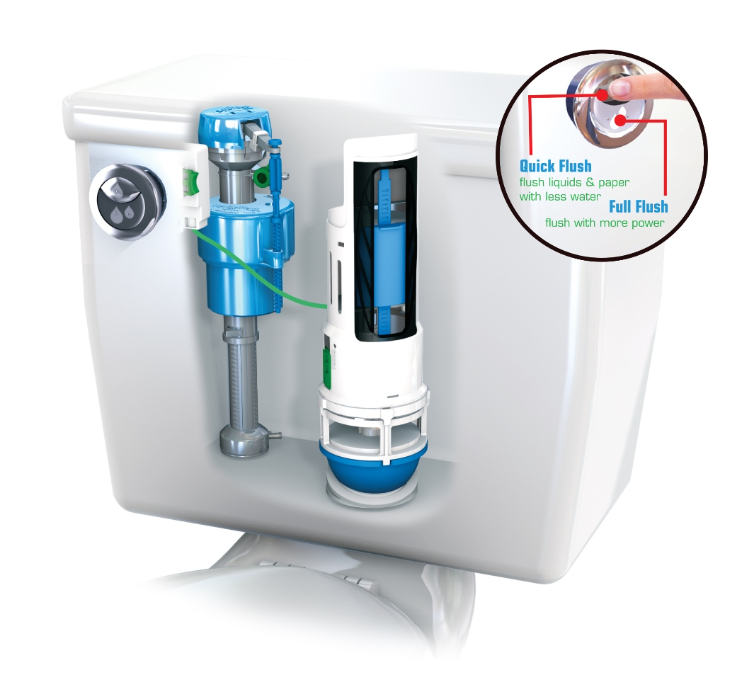 Quick Flush
flush liquids & paper
with less water
Full Flush
flush with more power